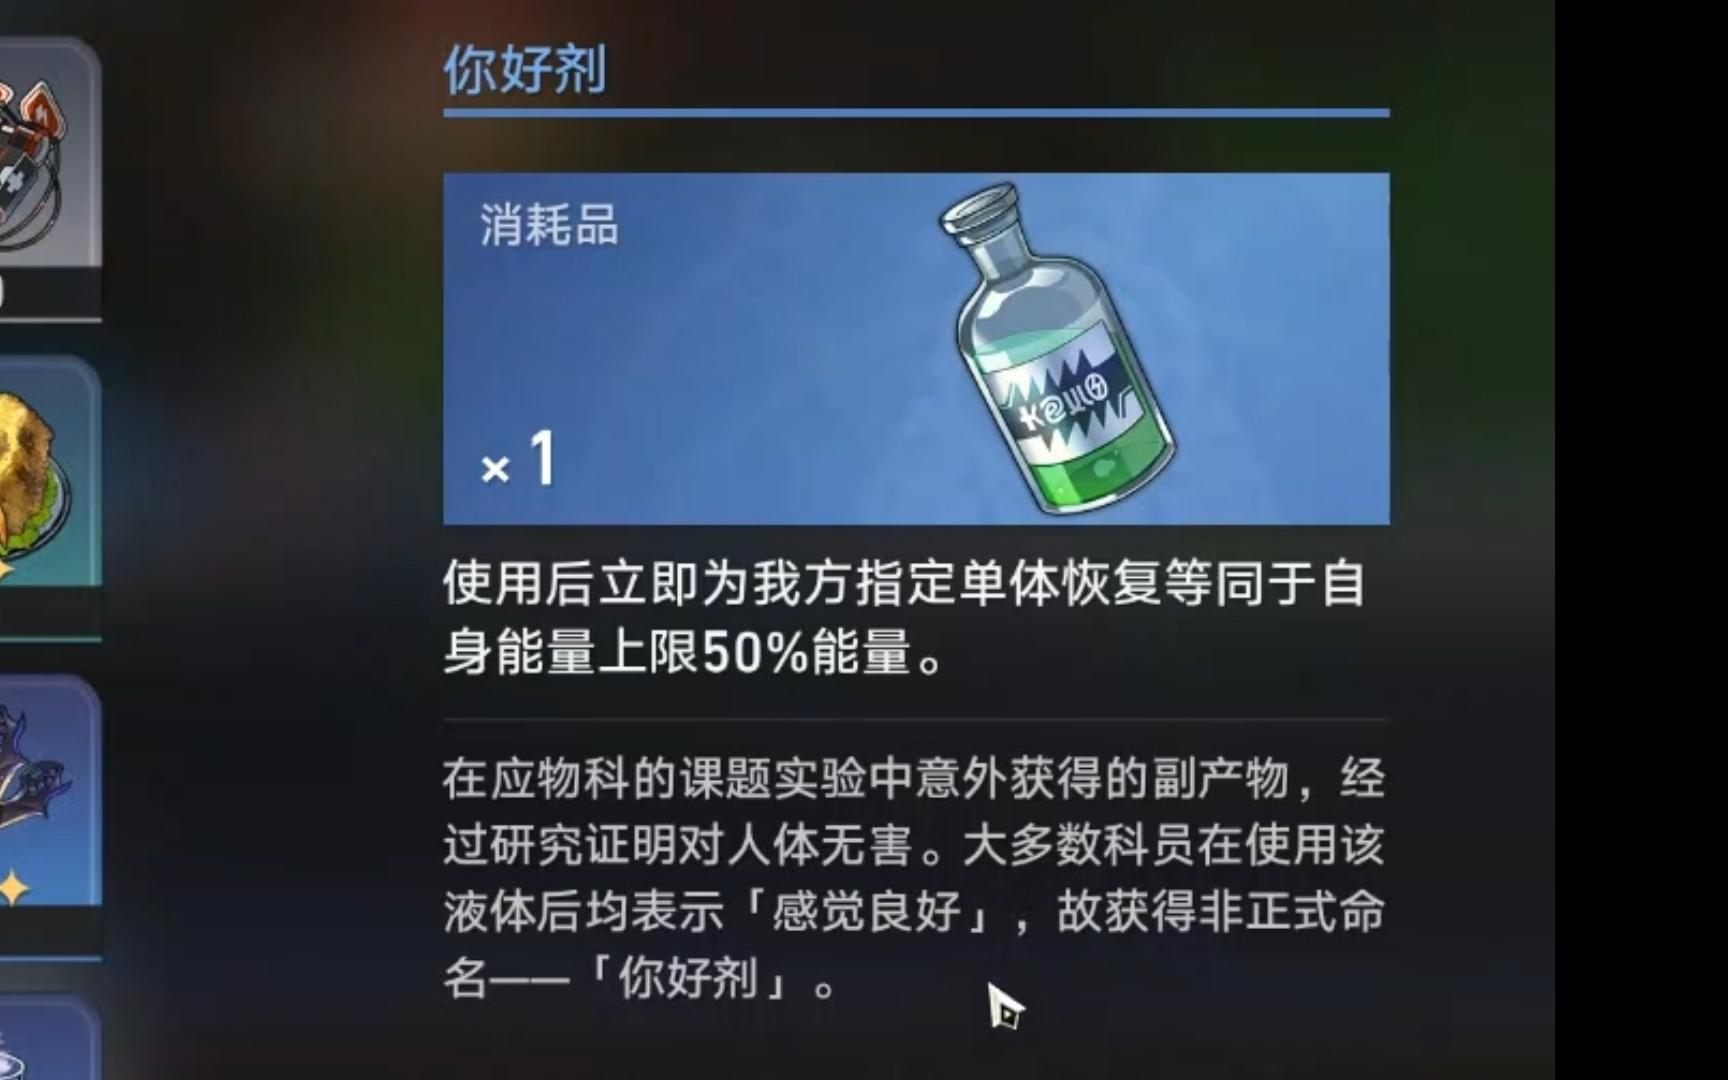 你好剂
消耗品
×1
使用后立即为我方指定单体恢复等同于自
身能量上限50%能量。
在应物科的课题实验中意外获得的副产物，经
过研究证明对人体无害。大多数科员在使用该
液体后均表示「感觉良好」，故获得非正式命
名——「你好剂」。